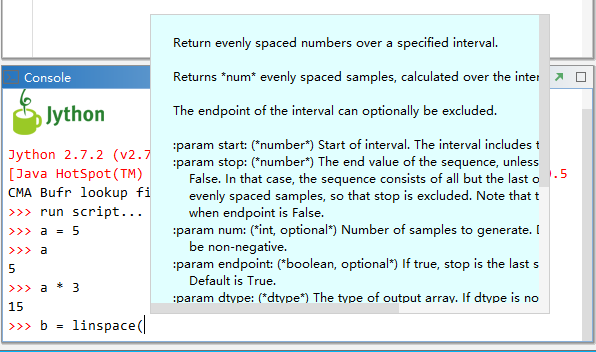 Return evenly spaced numbers over a specified interval.
Returns *num* evenly spaced samples, calculated over the inter
The endpoint of the interval can optionally be excluded.
:param start: (*number*) Start of interval. The interval includes t
:param stop: (*number*) The end value of the sequence, unless
False. In that case, the sequence consists of all but the last o
evenly spaced samples, so that stop is excluded. Note that t
when endpoint is False.
:param num: (*int, optional*) Number of samples to generate. D
be non-negative.
:param endpoint: (*boolean, optional*) If true, stop is the last s
Default is True.
:param dtype: (*dtype*) The type of output array. If dtype is no
Console
Jython
Jython 2.7.2 (v2.7
[Java HotSpot(TM) 0.5
CMA Bufr lookup fi
>>> run script...
>>> a = 5
>>> a
5
>>> a * 3
15
>>> b = linspace(